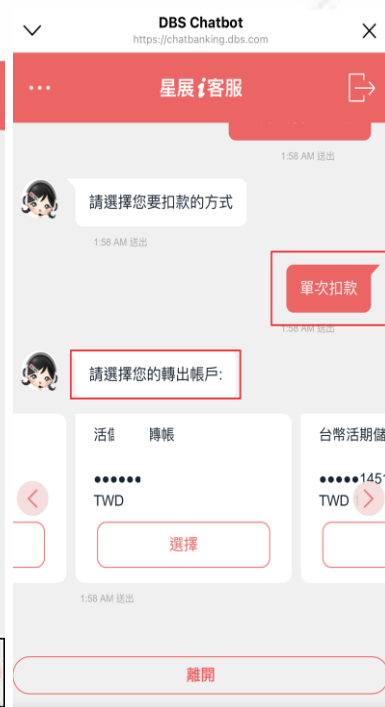 DBS Chatbot
https://chatbanking.dbs.com
星展i客服
1:58 AM 送出
請選擇您要扣款的方式
1:58 AM 送出
單次扣款
1:58 AM 送出
請選擇您的轉出帳戶:
轉帳
••••••
TWD
選擇
台幣活期儲
•••••1451
TWD
1:58 AM 送出
離開